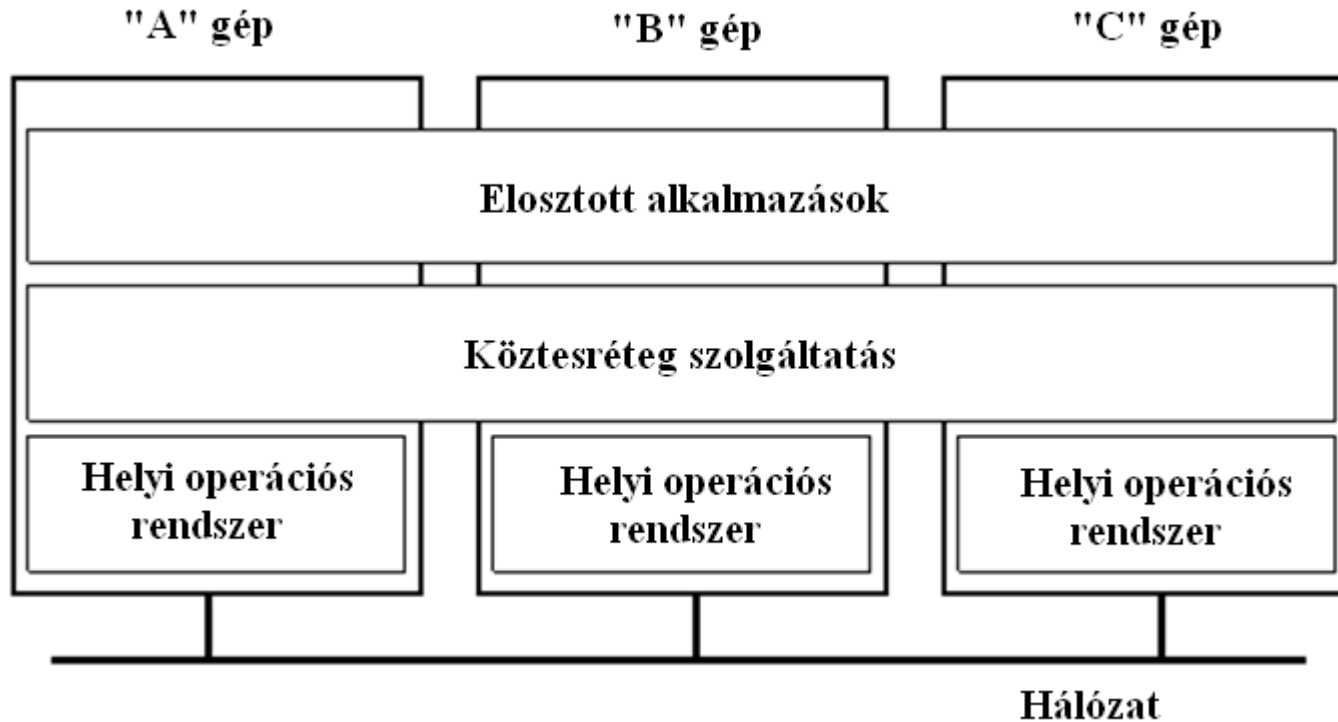 "A" gép
"B" gép
"C" gép
Elosztott alkalmazások
Köztesréteg szolgáltatás
Helyi operációs
rendszer
Helyi operációs
rendszer
Helyi operációs
rendszer
Hálózat